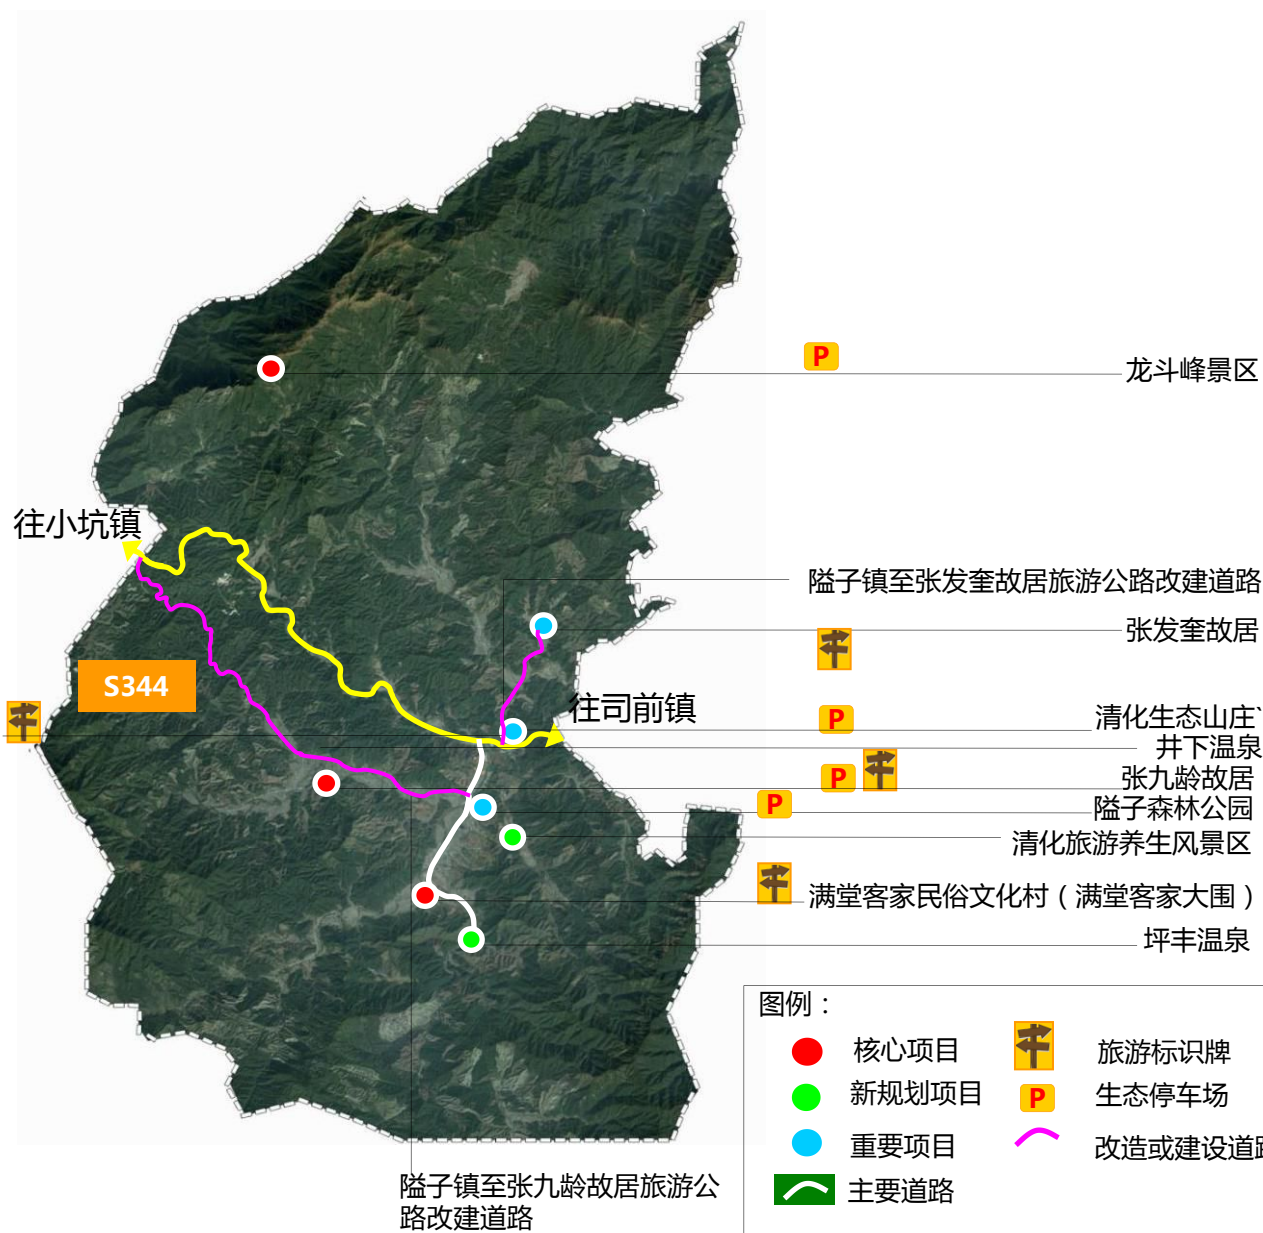 P
龙斗峰景区
往小坑镇
隘子镇至张发奎故居旅游公路改建道路
张发奎故居
S344
往司前镇
P
清化生态山庄
井下温泉
P
张九龄故居
P
隘子森林公园
清化旅游养生风景区
满堂客家民俗文化村（满堂客家大围）
坪丰温泉
图例：
核心项目
旅游标识牌
新规划项目
P
生态停车场
重要项目
改造或建设道路
主要道路
隘子镇至张九龄故居旅游公
路改建道路